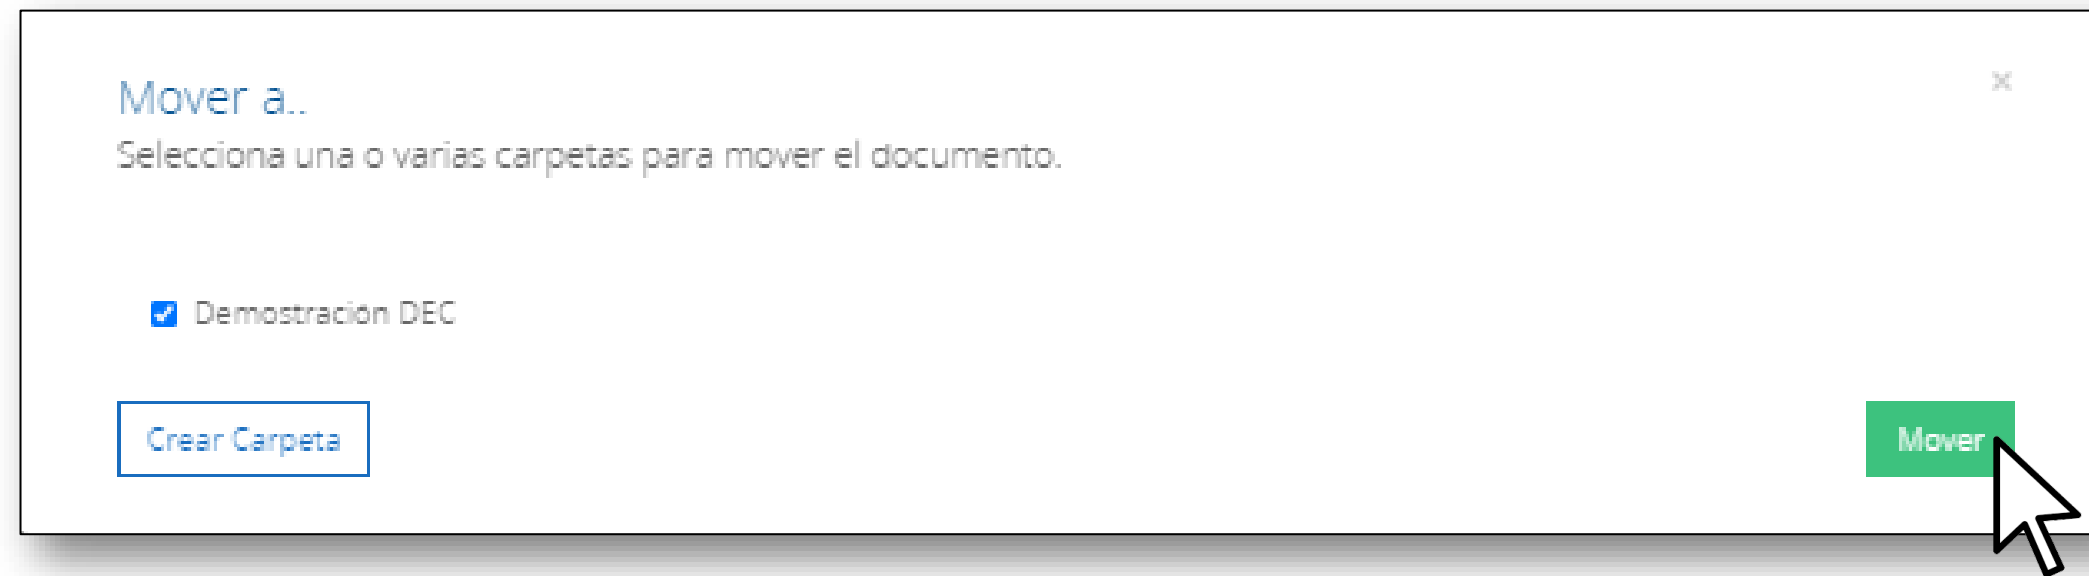 Mover a..
×
Selecciona una o varias carpetas para mover el documento.
Demostración DEC
Crear Carpeta
Mover